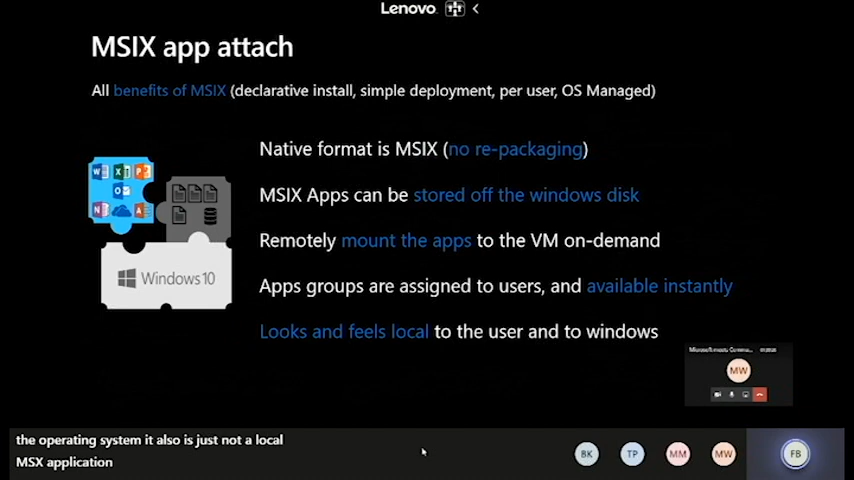 Lenovo
MSIX app attach
All benefits of MSIX (declarative install, simple deployment, per user, OS Managed)
Native format is MSIX (no re-packaging)
MSIX Apps can be stored off the windows disk
Remotely mount the apps to the VM on-demand
Apps groups are assigned to users, and available instantly
Looks and feels local to the user and to windows
Windows 10
MW
the operating system it also is just not a local
MSX application
BK
TP
MM
MW
FB